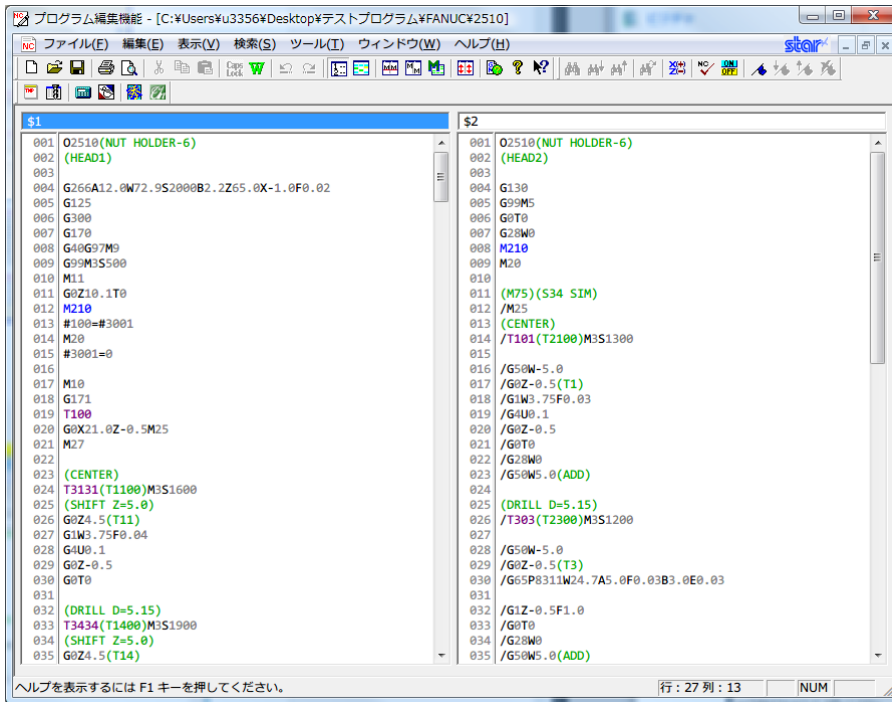 プログラム編集機能 - [C:¥Users¥u3356¥Desktop¥テストプログラム¥FANUC¥2510]
NC ファイル(F) 編集(E) 表示(V) 検索(S) ツール(T) ウィンドウ(W) ヘルプ(H)
star
Caps Lock W
$1
001 O2510(NUT HOLDER-6)
002 (HEAD1)
003
004 G266A12.0W72.9S2000B2.2Z65.0X-1.0F0.02
005 G125
006 G300
007 G170
008 G40G97M9
009 G99M3S500
010 M11
011 G0Z10.1T0
012 M210
013 #100=#3001
014 M20
015 #3001=0
016
017 M10
018 G171
019 T100
020 G0X21.0Z-0.5M25
021 M27
022
023 (CENTER)
024 T3131(T1100)M3S1600
025 (SHIFT Z=5.0)
026 G0Z4.5(T11)
027 G1W3.75F0.04
028 G4U0.1
029 G0Z-0.5
030 G0T0
031
032 (DRILL D=5.15)
033 T3434(T1400)M3S1900
034 (SHIFT Z=5.0)
035 G0Z4.5(T14)
$2
001 O2510(NUT HOLDER-6)
002 (HEAD2)
003
004 G130
005 G99M5
006 G0T0
007 G28W0
008 M210
009 M20
010
011 (M75)(S34 SIM)
012 /M25
013 (CENTER)
014 /T101(T2100)M3S1300
015
016 /G50W-5.0
017 /G0Z-0.5(T1)
018 /G1W3.75F0.03
019 /G4U0.1
020 /G0Z-0.5
021 /G0T0
022 /G28W0
023 /G50W5.0(ADD)
024
025 (DRILL D=5.15)
026 /T303(T2300)M3S1200
027
028 /G50W-5.0
029 /G0Z-0.5(T3)
030 /G65P8311W24.7A5.0F0.03B3.0E0.03
031
032 /G1Z-0.5F1.0
033 /G0T0
034 /G28W0
035 /G50W5.0(ADD)
ヘルプを表示するには F1 キーを押してください。
行 : 27 列 : 13
NUM